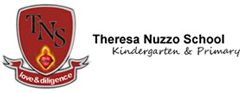 TNS
love & diligence
Theresa Nuzzo School
Kindergarten & Primary